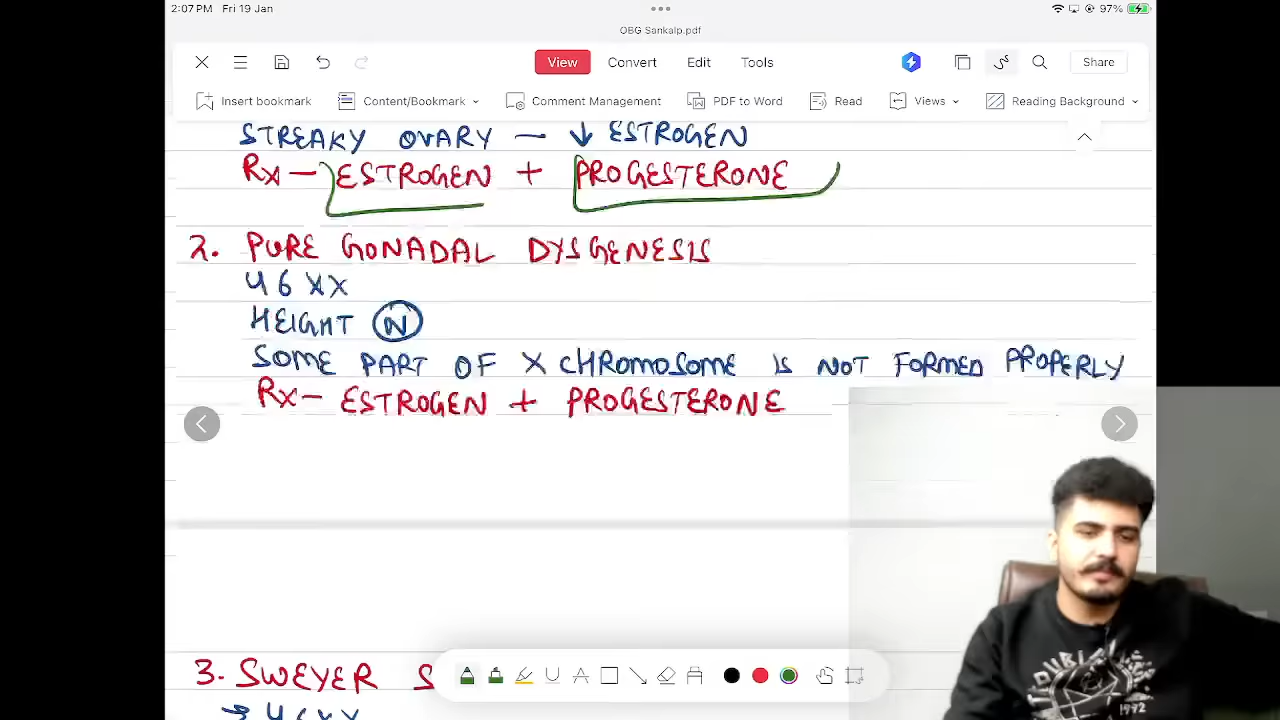 2:07 PM Fri 19 Jan
97%
OBG Sankalp.pdf
View Convert Edit Tools
Share
Insert bookmark Content/Bookmark Comment Management PDF to Word Read Views Reading Background
STREAKY OVARY — ↓ ESTROGEN
Rx — ESTROGEN + PROGESTERONE
2. PURE GONADAL DYSGENESIS
46 XX
HEIGHT N
SOME PART OF X CHROMOSOME IS NOT FORMED PROPERLY
Rx — ESTROGEN + PROGESTERONE
3. SWEYER S
1992